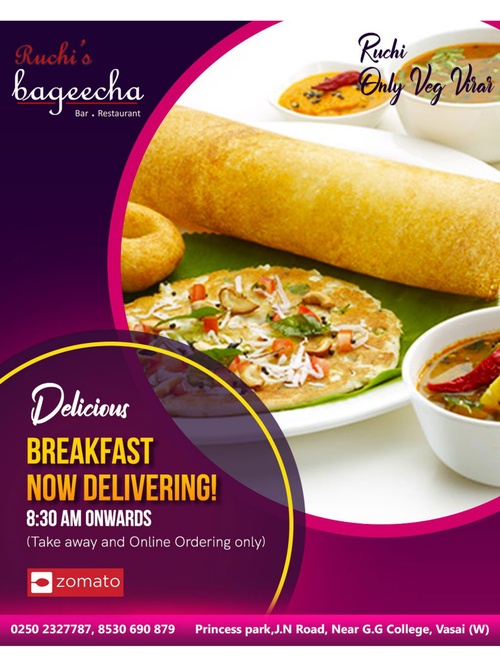 Ruchi's
bageecha
Bar . Restaurant
Ruchi
Only Veg Virar
Delicious
BREAKFAST
NOW DELIVERING!
8:30 AM ONWARDS
(Take away and Online Ordering only)
zomato
0250 2327787, 8530 690 879 Princess park,J.N Road, Near G.G College, Vasai (W)